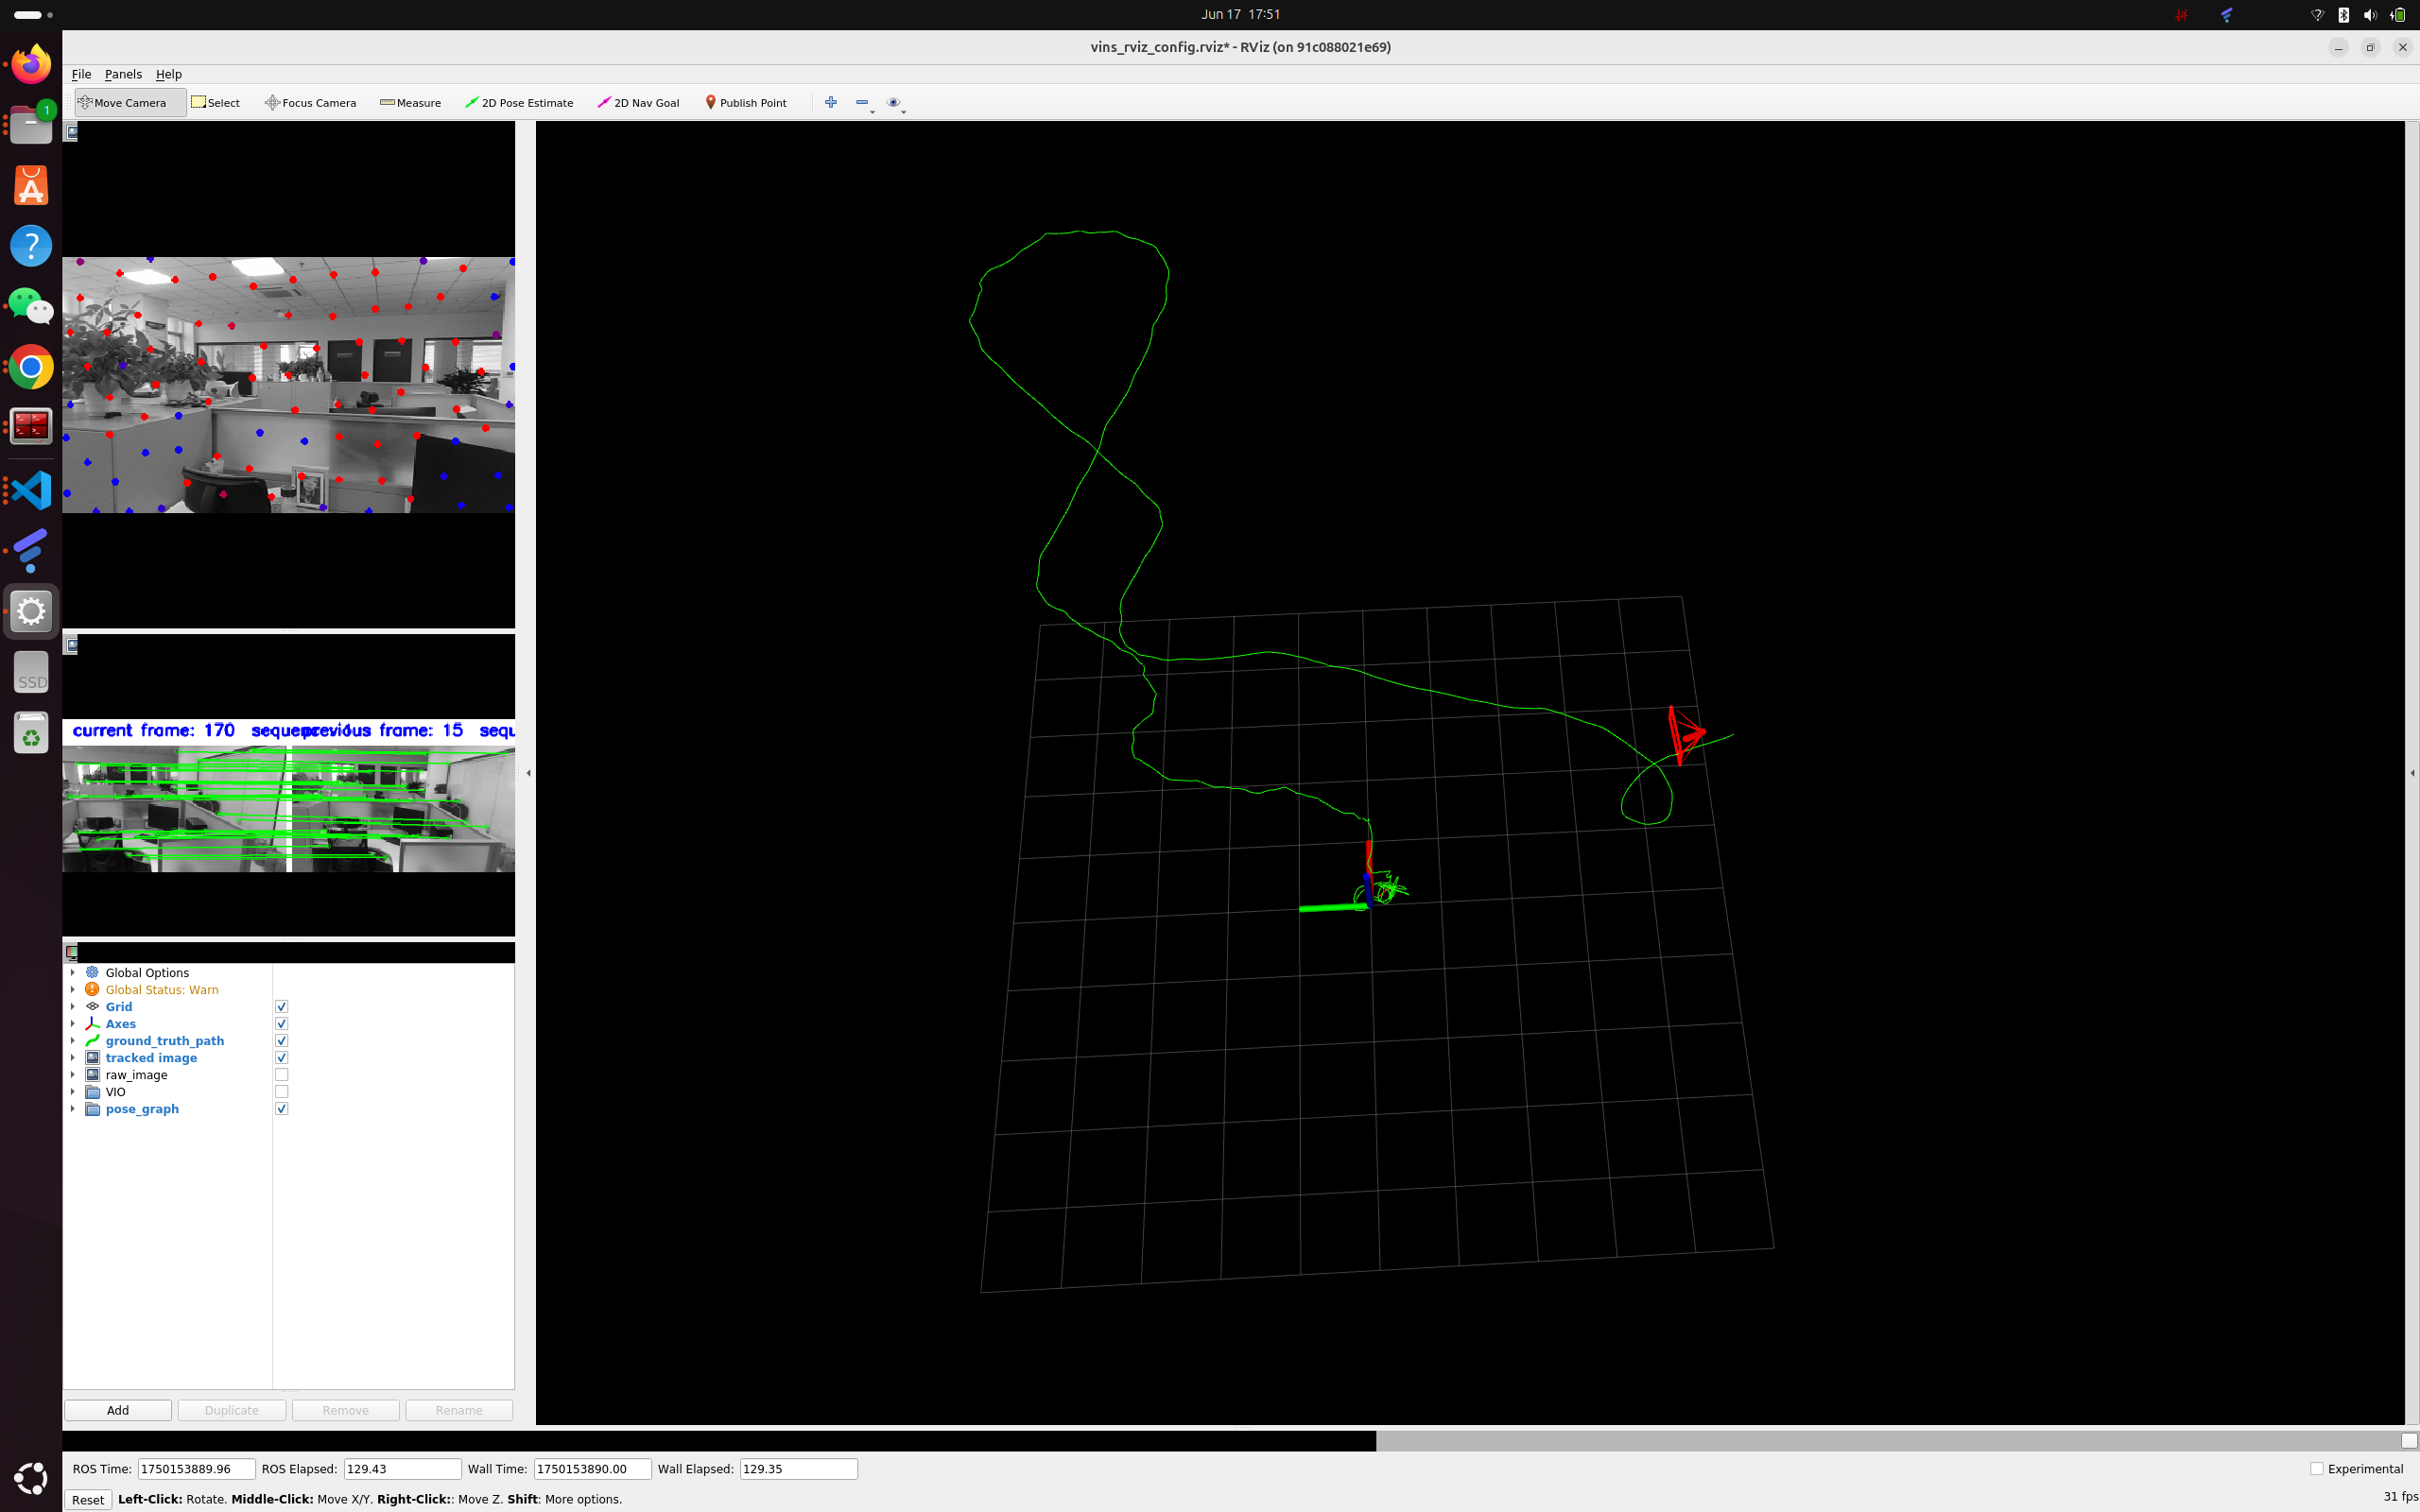 Jun 17 17:51
拼
vins_rviz_config.rviz* - RViz (on 91c088021e69)
File Panels Help
Move Camera Select Focus Camera Measure 2D Pose Estimate 2D Nav Goal Publish Point
1
SSD
current frame: 170 previous frame: 15 sequ
Global Options
Global Status: Warn
Grid
Axes
ground_truth_path
tracked image
raw_image
VIO
pose_graph
Add Duplicate Remove Rename
ROS Time: 1750153889.96 ROS Elapsed: 129.43 Wall Time: 1750153890.00 Wall Elapsed: 129.35 Experimental
Reset Left-Click: Rotate. Middle-Click: Move X/Y. Right-Click:: Move Z. Shift: More options. 31 fps